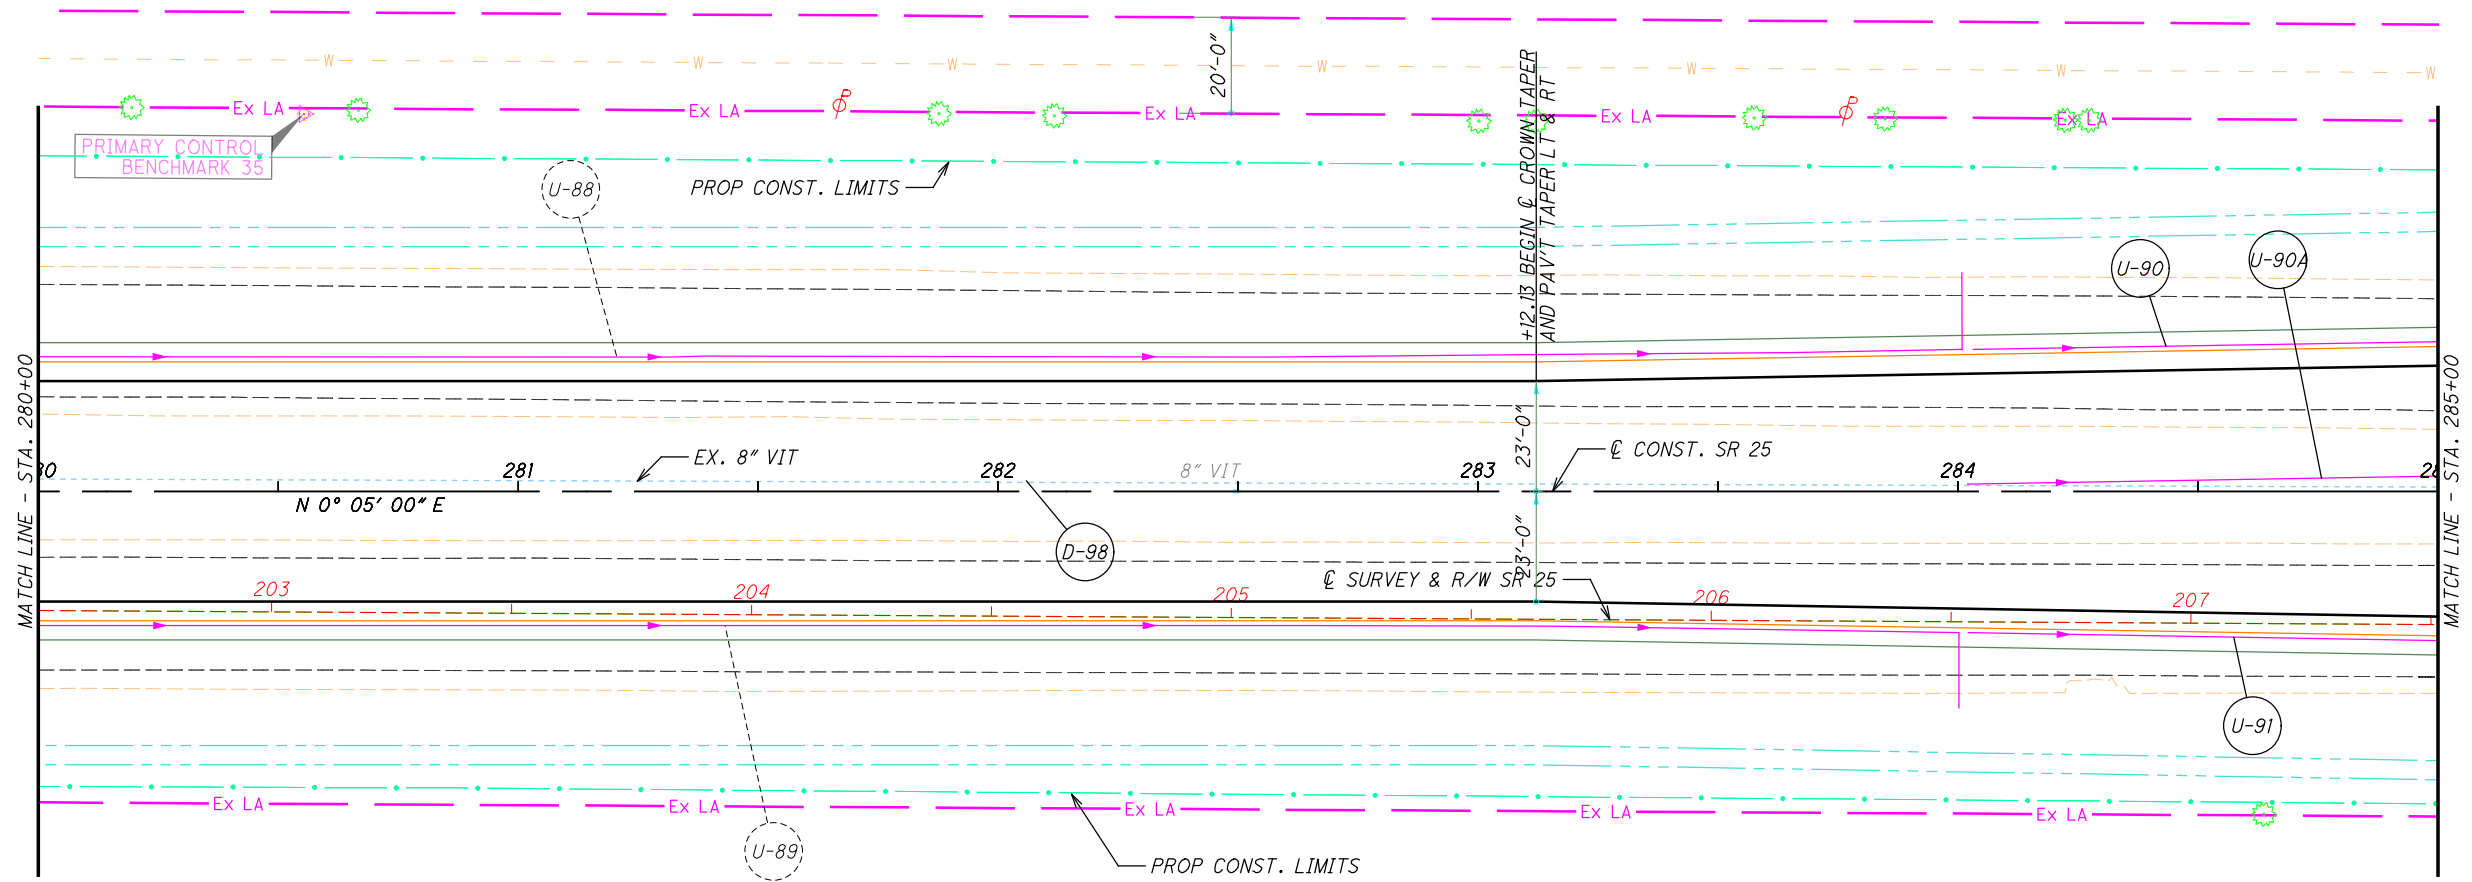 W W W W W W W
20'-0"
Ex LA Ex LA Ex LA Ex LA Ex LA
PRIMARY CONTROL
BENCHMARK 35
U-88
PROP CONST. LIMITS
+12.13 BEGIN ℄ CROWN TAPER
AND PAV'T TAPER LT & RT
U-90
U-90A
MATCH LINE - STA. 280+00
MATCH LINE - STA. 285+00
23'-0"
℄ CONST. SR 25
EX. 8" VIT
8" VIT
80 281 282 283 284 28
N 0° 05' 00" E
D-98
23'-0"
℄ SURVEY & R/W SR 25
203 204 205 206 207
U-91
Ex LA Ex LA Ex LA Ex LA Ex LA
U-89
PROP CONST. LIMITS